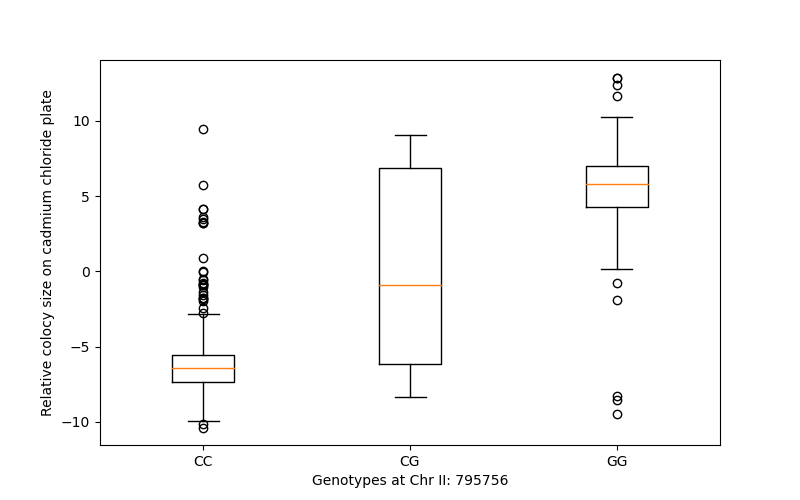 Relative colocy size on cadmium chloride plate
10
5
0
−5
−10
CC CG GG
Genotypes at Chr II: 795756